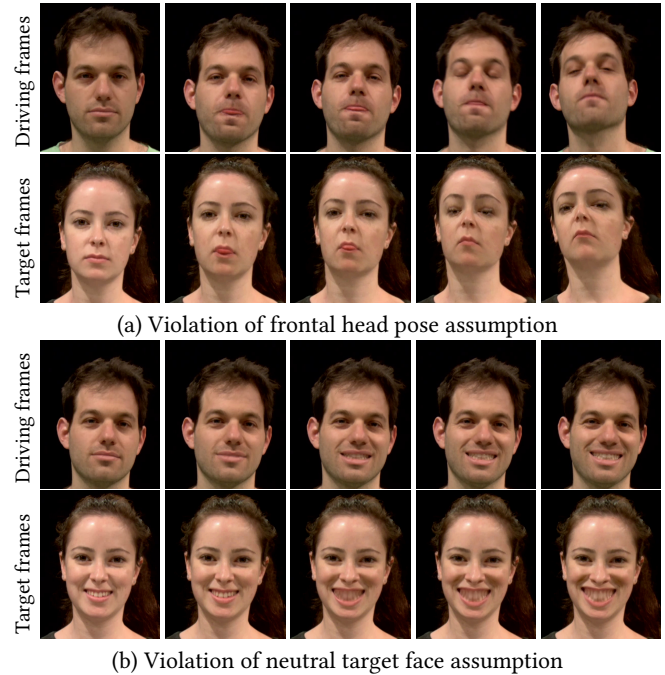 Driving frames
Target frames
(a) Violation of frontal head pose assumption
Driving frames
Target frames
(b) Violation of neutral target face assumption